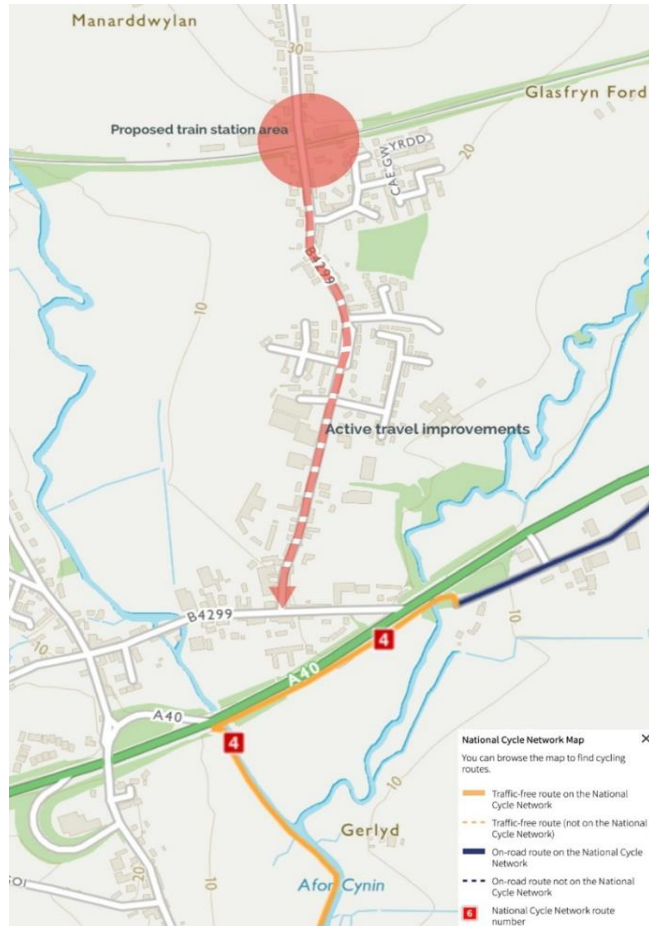 Manarddwylan
30
Glasfryn Ford
Proposed train station area
CAE GWYRDD
20
B4299
10
10
Active travel improvements
B4299
10
4
A40
10
A40
4
10
Gerlyd
20
10
Afon Cynin
National Cycle Network Map
X
You can browse the map to find cycling
routes.
Traffic-free route on the National
Cycle Network
Traffic-free route (not on the National
Cycle Network)
On-road route on the National Cycle
Network
On-road route not on the National
Cycle Network
6
National Cycle Network route
number